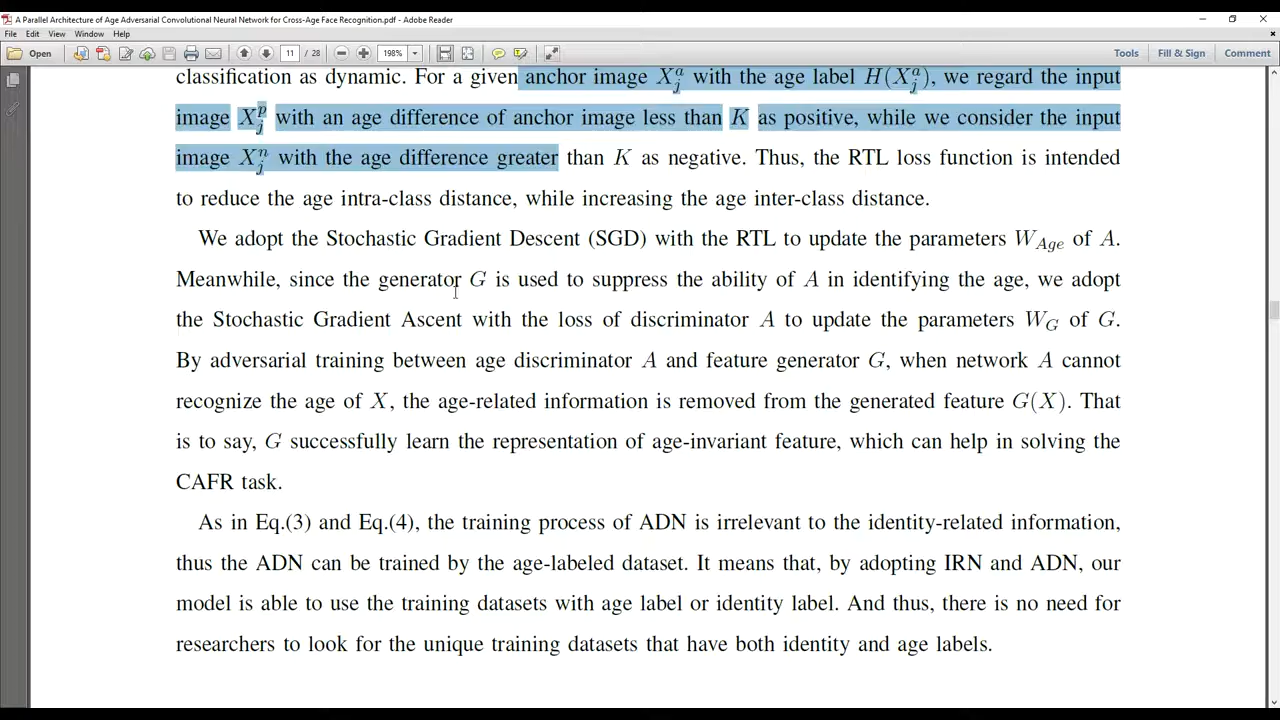 A Parallel Architecture of Age Adversarial Convolutional Neural Network for Cross-Age Face Recognition.pdf - Adobe Reader
File Edit View Window Help
Open 11 / 28 198% Tools Fill & Sign Comment
classification as dynamic. For a given anchor image X_j^a with the age label H(X_j^a), we regard the input
image X_j^p with an age difference of anchor image less than K as positive, while we consider the input
image X_j^n with the age difference greater than K as negative. Thus, the RTL loss function is intended
to reduce the age intra-class distance, while increasing the age inter-class distance.
We adopt the Stochastic Gradient Descent (SGD) with the RTL to update the parameters W_Age of A.
Meanwhile, since the generator G is used to suppress the ability of A in identifying the age, we adopt
the Stochastic Gradient Ascent with the loss of discriminator A to update the parameters W_G of G.
By adversarial training between age discriminator A and feature generator G, when network A cannot
recognize the age of X, the age-related information is removed from the generated feature G(X). That
is to say, G successfully learn the representation of age-invariant feature, which can help in solving the
CAFR task.
As in Eq.(3) and Eq.(4), the training process of ADN is irrelevant to the identity-related information,
thus the ADN can be trained by the age-labeled dataset. It means that, by adopting IRN and ADN, our
model is able to use the training datasets with age label or identity label. And thus, there is no need for
researchers to look for the unique training datasets that have both identity and age labels.